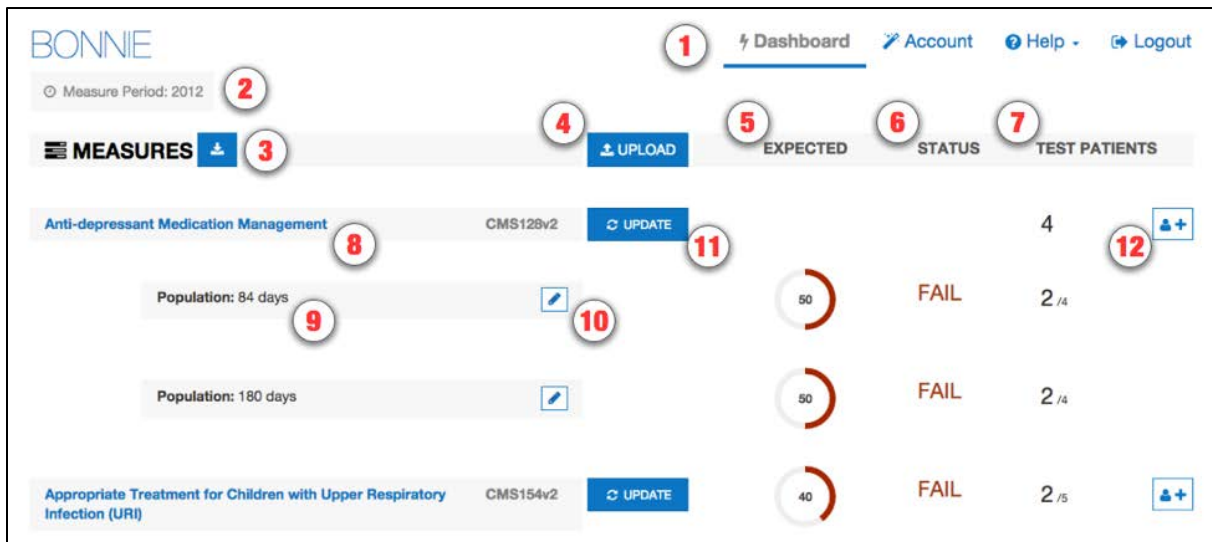 BONNIE
1 Dashboard Account Help Logout
Measure Period: 2012 2
MEASURES 3 4 UPLOAD 5 EXPECTED 6 STATUS 7 TEST PATIENTS
Anti-depressant Medication Management 8 CMS128v2 UPDATE 11 4 12
Population: 84 days 9 10 50 FAIL 2 /4
Population: 180 days 50 FAIL 2 /4
Appropriate Treatment for Children with Upper Respiratory CMS154v2 UPDATE 40 FAIL 2 /5
Infection (URI)